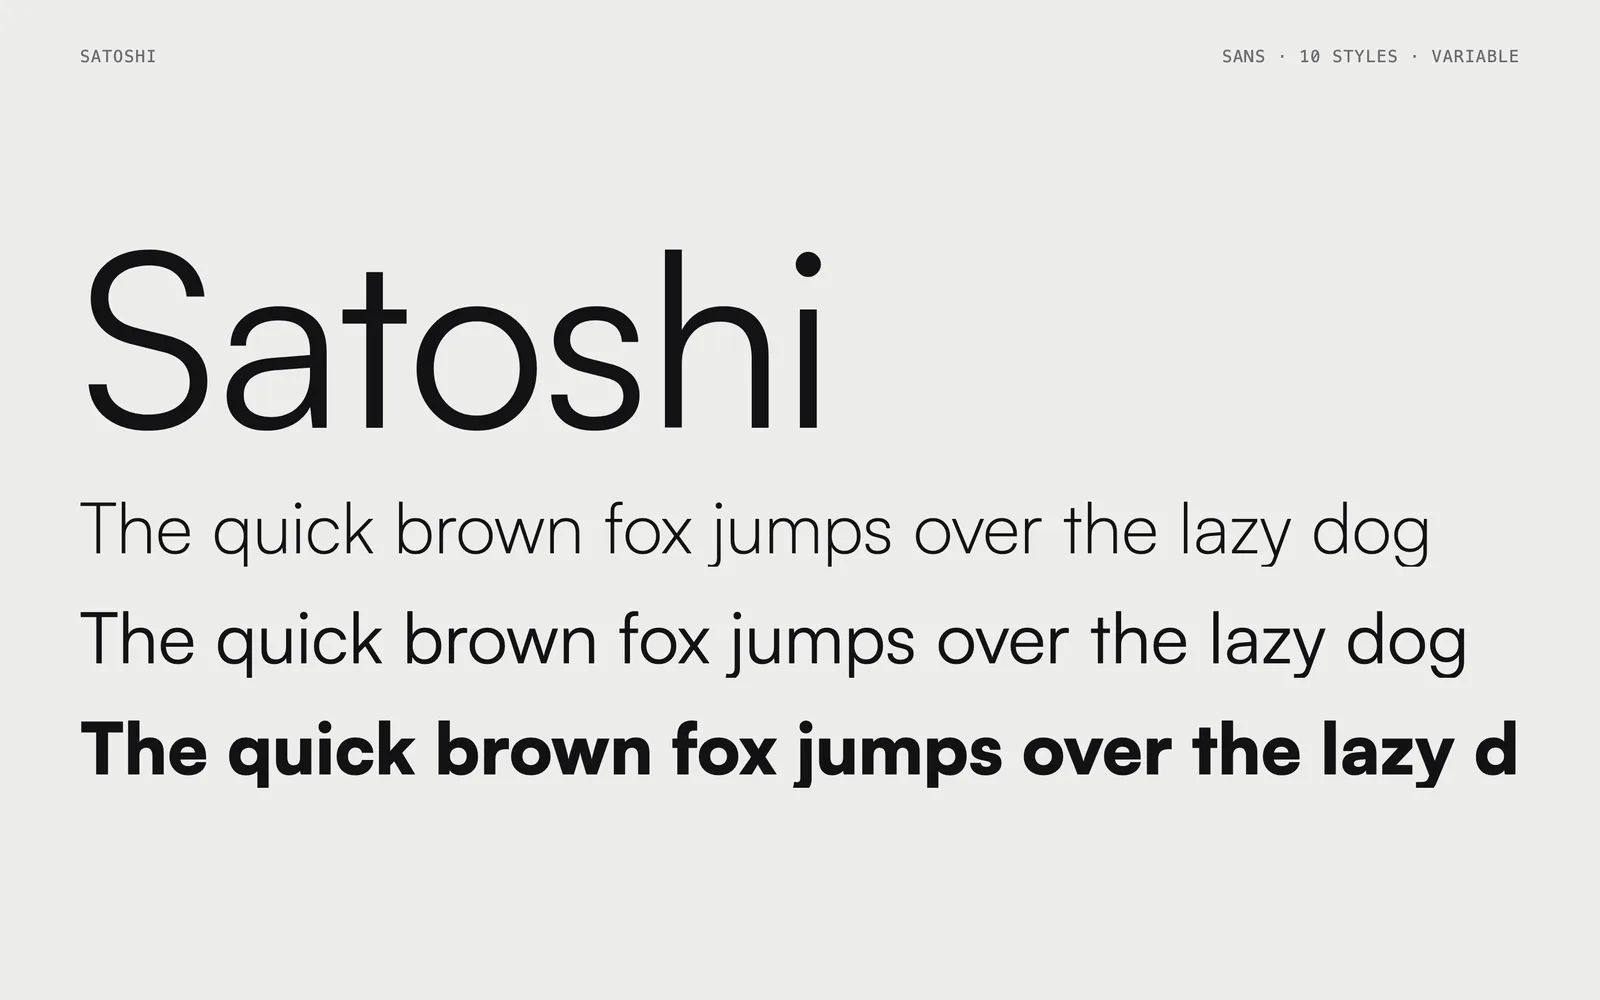 SATOSHI
SANS · 10 STYLES · VARIABLE
Satoshi
The quick brown fox jumps over the lazy dog
The quick brown fox jumps over the lazy dog
The quick brown fox jumps over the lazy d